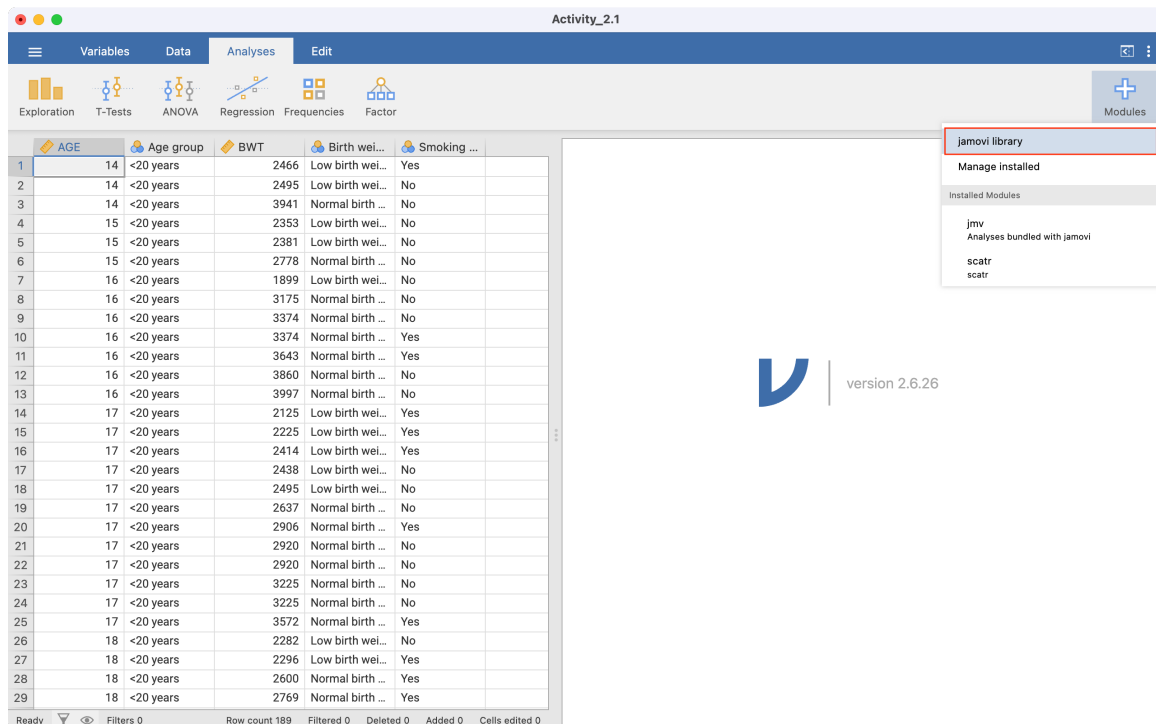 Activity_2.1
Variables Data Analyses Edit
Exploration T-Tests ANOVA Regression Frequencies Factor Modules
jamovi library
Manage installed
Installed Modules
jmv
Analyses bundled with jamovi
scatr
scatr
AGE Age group BWT Birth wei... Smoking ...
1 14 <20 years 2466 Low birth wei... Yes
2 14 <20 years 2495 Low birth wei... No
3 14 <20 years 3941 Normal birth ... No
4 15 <20 years 2353 Low birth wei... No
5 15 <20 years 2381 Low birth wei... No
6 15 <20 years 2778 Normal birth ... No
7 16 <20 years 1899 Low birth wei... No
8 16 <20 years 3175 Normal birth ... No
9 16 <20 years 3374 Normal birth ... No
10 16 <20 years 3374 Normal birth ... Yes
11 16 <20 years 3643 Normal birth ... Yes
12 16 <20 years 3860 Normal birth ... No
13 16 <20 years 3997 Normal birth ... No
14 17 <20 years 2125 Low birth wei... Yes
15 17 <20 years 2225 Low birth wei... Yes
16 17 <20 years 2414 Low birth wei... Yes
17 17 <20 years 2438 Low birth wei... No
18 17 <20 years 2495 Low birth wei... No
19 17 <20 years 2637 Normal birth ... No
20 17 <20 years 2906 Normal birth ... Yes
21 17 <20 years 2920 Normal birth ... No
22 17 <20 years 2920 Normal birth ... No
23 17 <20 years 3225 Normal birth ... No
24 17 <20 years 3225 Normal birth ... No
25 17 <20 years 3572 Normal birth ... Yes
26 18 <20 years 2282 Low birth wei... No
27 18 <20 years 2296 Low birth wei... Yes
28 18 <20 years 2600 Normal birth ... Yes
29 18 <20 years 2769 Normal birth ... Yes
version 2.6.26
Ready Filters 0 Row count 189 Filtered 0 Deleted 0 Added 0 Cells edited 0